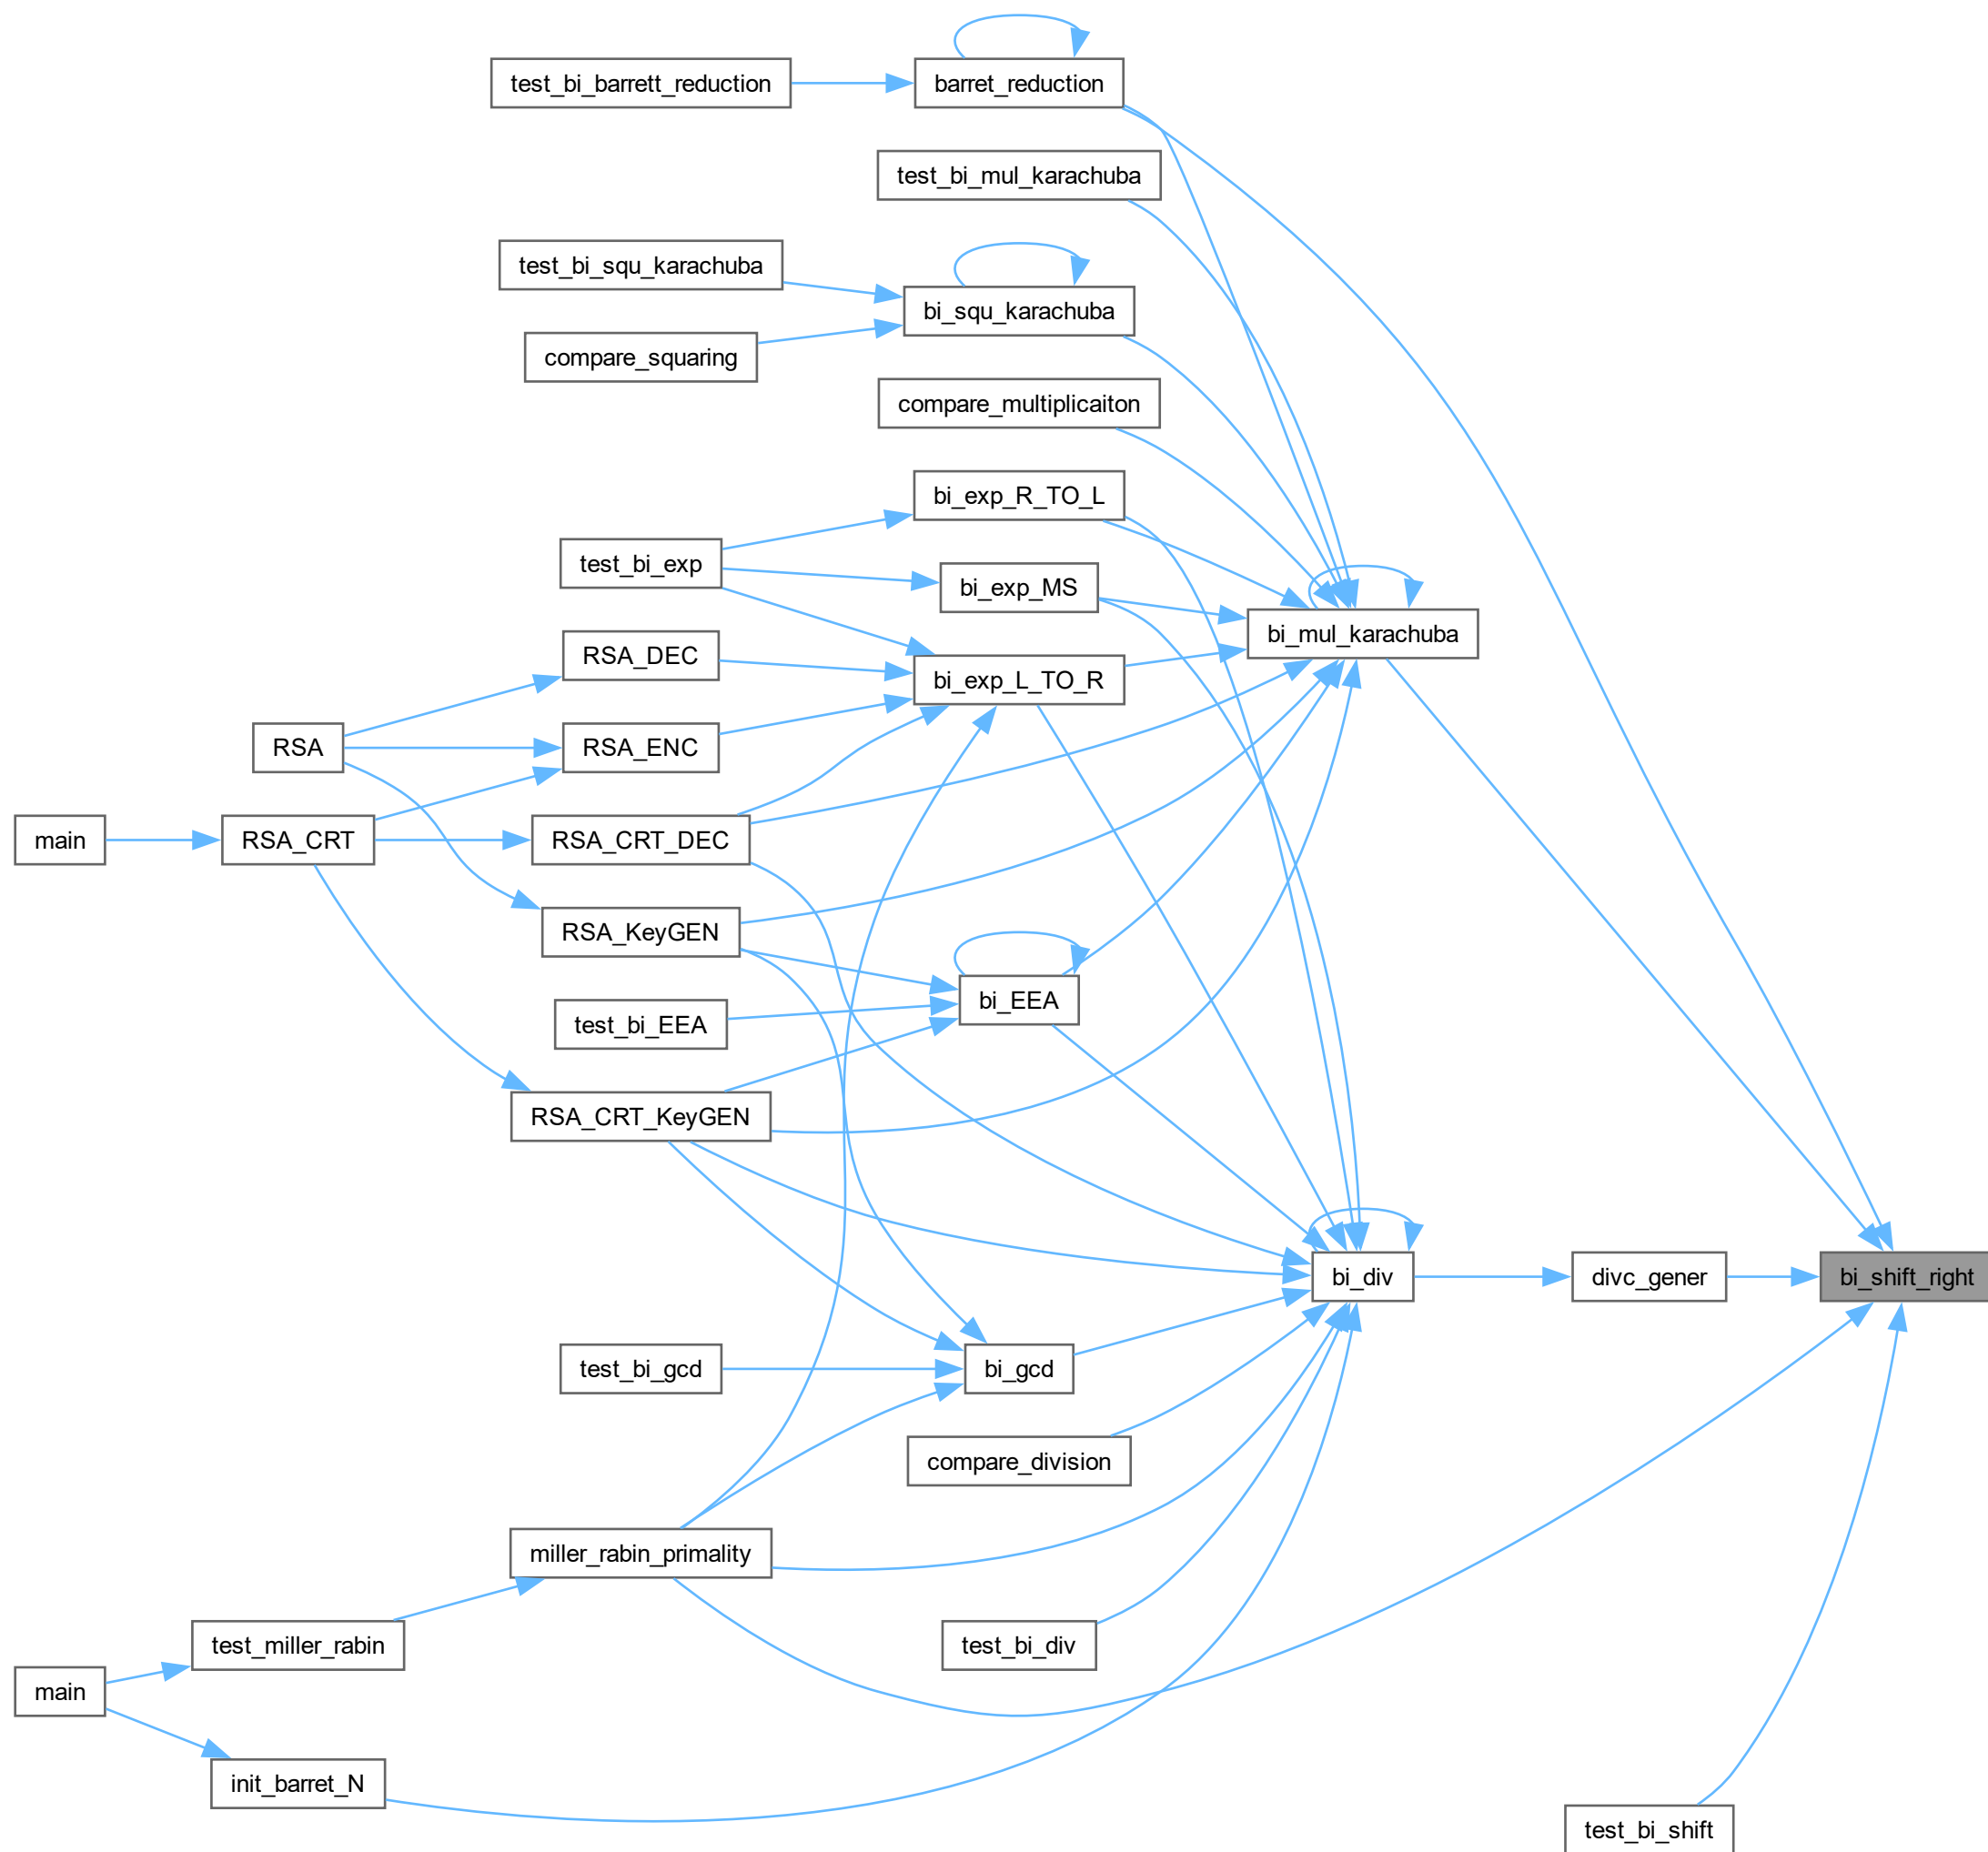 barret_reduction
test_bi_barrett_reduction
test_bi_mul_karachuba
test_bi_squ_karachuba
bi_squ_karachuba
compare_squaring
compare_multiplicaiton
bi_exp_R_TO_L
test_bi_exp
bi_exp_MS
bi_mul_karachuba
RSA_DEC
bi_exp_L_TO_R
RSA
RSA_ENC
main
RSA_CRT
RSA_CRT_DEC
RSA_KeyGEN
bi_EEA
test_bi_EEA
RSA_CRT_KeyGEN
bi_div
divc_gener
bi_shift_right
test_bi_gcd
bi_gcd
compare_division
miller_rabin_primality
test_miller_rabin
test_bi_div
main
init_barret_N
test_bi_shift